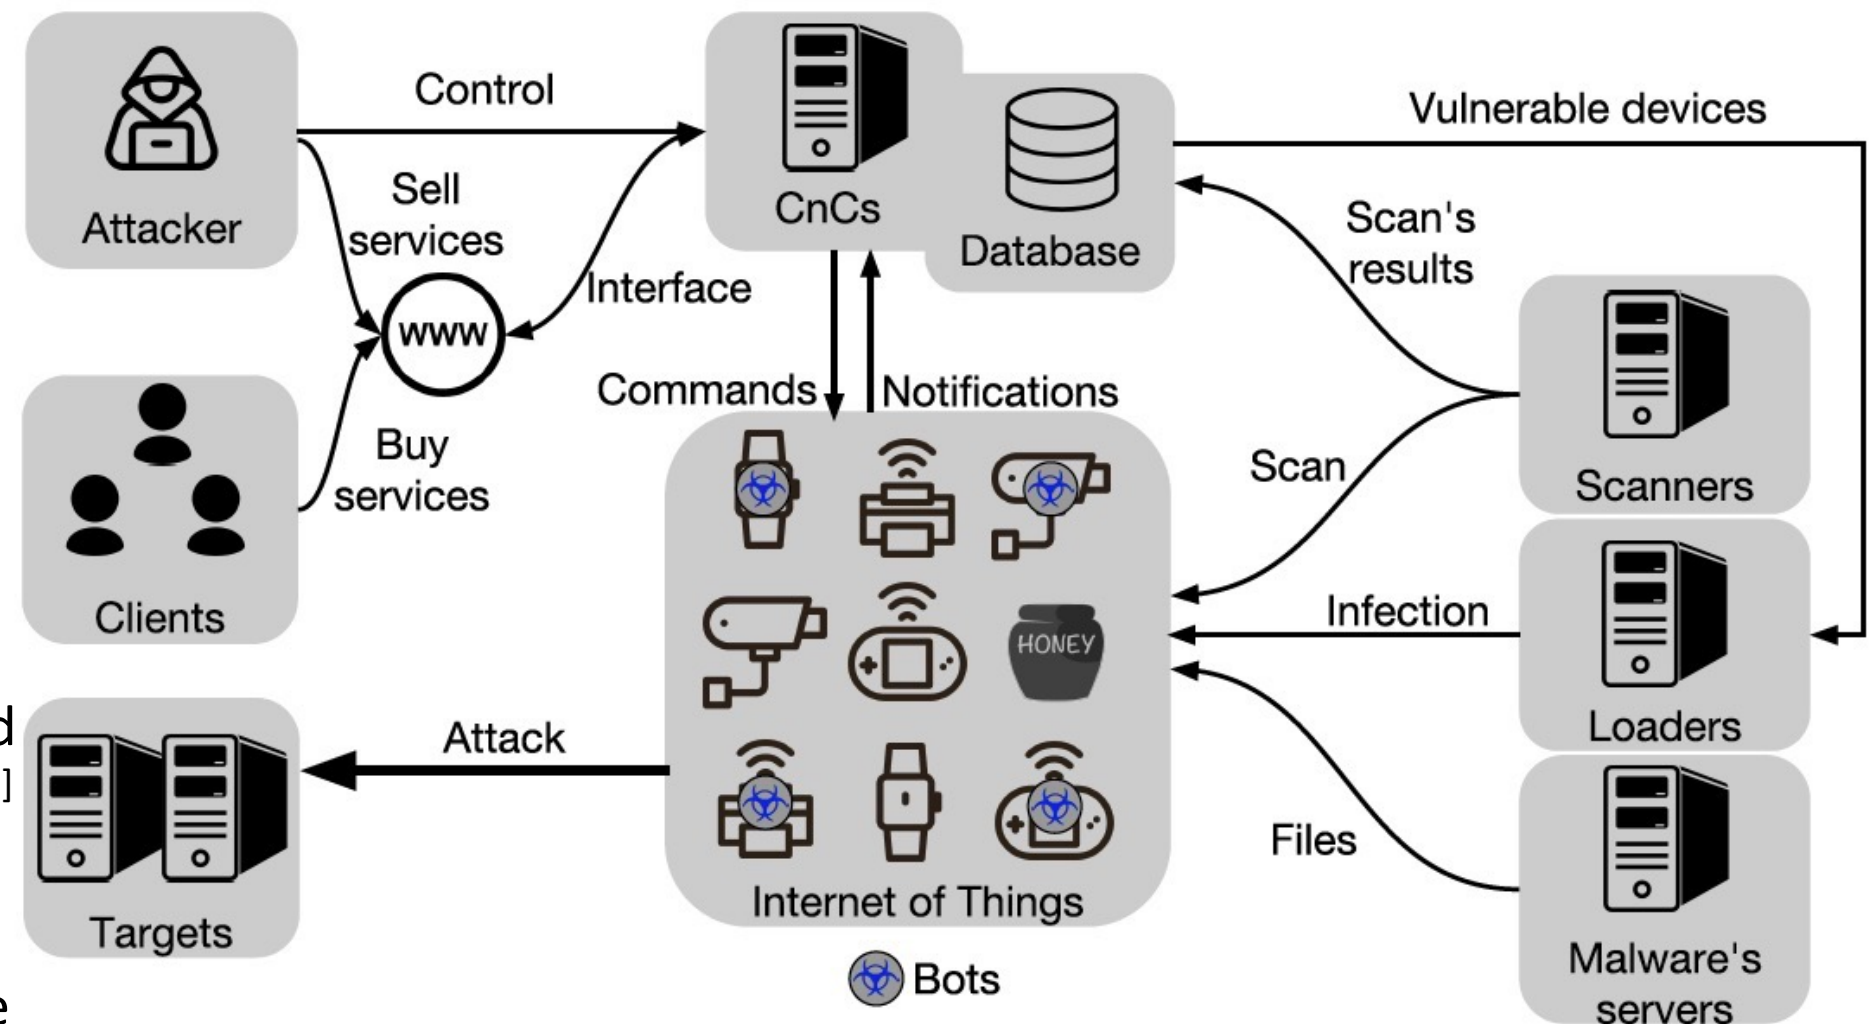 Attacker
Control
Sell
services
www
Interface
CnCs
Database
Vulnerable devices
Scan's
results
Clients
Buy
services
Commands
Notifications
Scan
Scanners
Infection
HONEY
Loaders
d
]
Attack
Targets
Files
Internet of Things
Malware's
servers
Bots
e